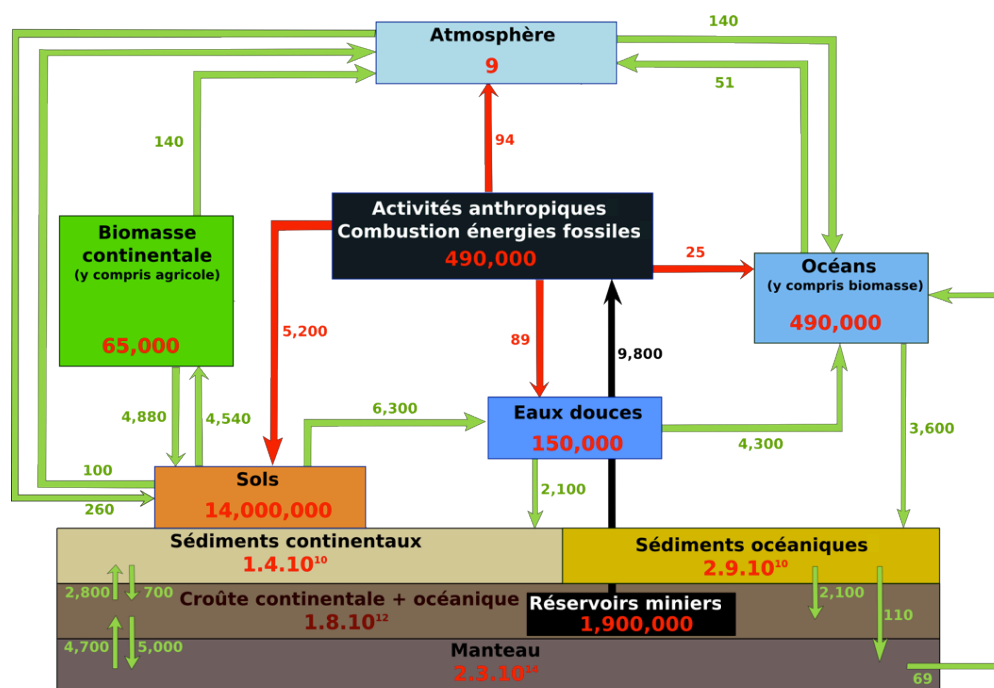 140
Atmosphère
9
51
140
94
Activités anthropiques
Combustion énergies fossiles
490,000
Biomasse
continentale
(y compris agricole)
65,000
25
Océans
(y compris biomasse)
490,000
5,200
89
9,800
4,880
4,540
6,300
Eaux douces
150,000
4,300
3,600
100
260
Sols
14,000,000
2,100
Sédiments continentaux
1.4.10¹⁰
Sédiments océaniques
2.9.10¹⁰
2,800
700
Croûte continentale + océanique
1.8.10¹²
Réservoirs miniers
1,900,000
2,100
110
4,700
5,000
Manteau
2.3.10¹⁴
69